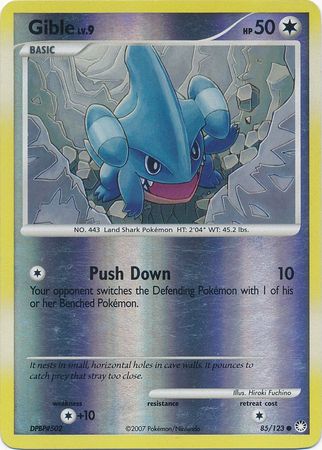 Gible LV.9
HP 50
BASIC
NO. 443 Land Shark Pokémon HT: 2'04" WT: 45.2 lbs.
Push Down 10
Your opponent switches the Defending Pokémon with 1 of his
or her Benched Pokémon.
It nests in small, horizontal holes in cave walls. It pounces to
catch prey that stray too close.
Illus. Hiroki Fuchino
weakness resistance retreat cost
+10
DPBP#502 ©2007 Pokémon/Nintendo 85/123